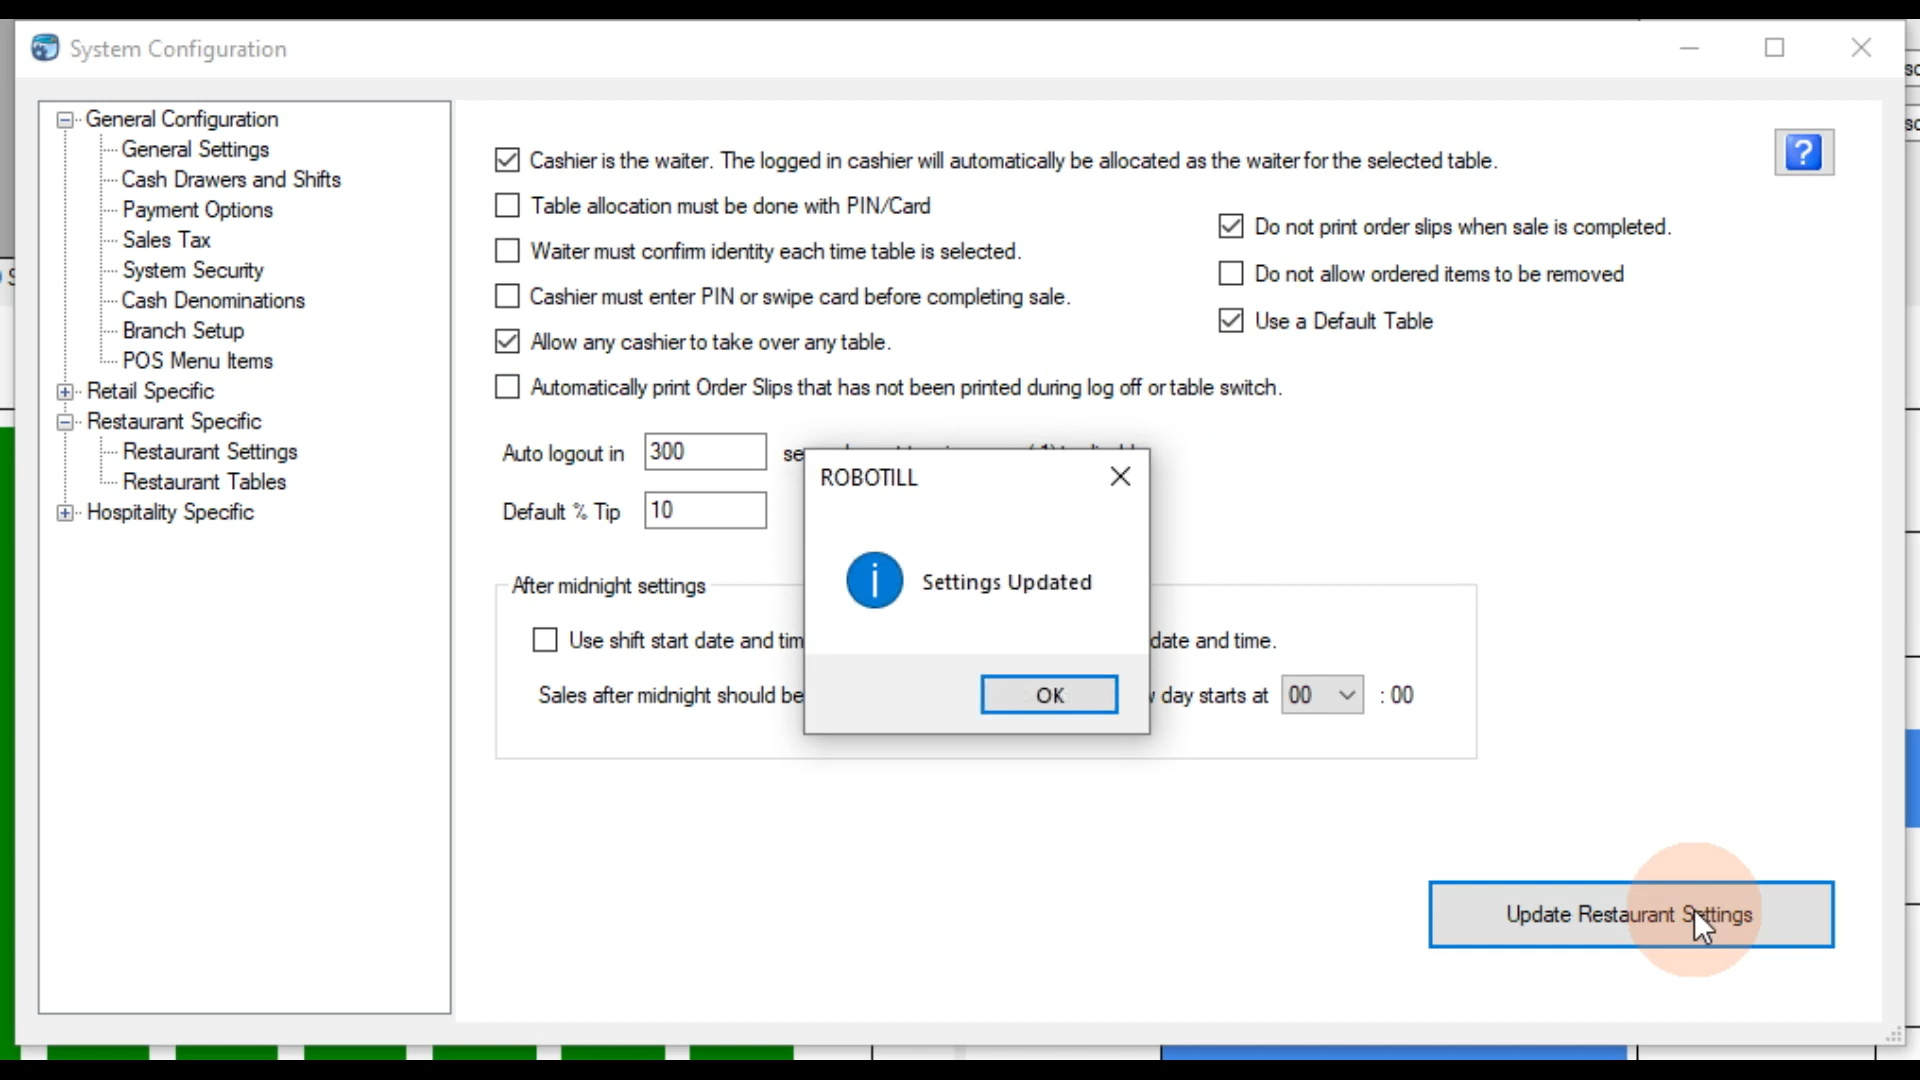 System Configuration
General Configuration
General Settings
Cash Drawers and Shifts
Payment Options
Sales Tax
System Security
Cash Denominations
Branch Setup
POS Menu Items
Retail Specific
Restaurant Specific
Restaurant Settings
Restaurant Tables
Hospitality Specific
Cashier is the waiter. The logged in cashier will automatically be allocated as the waiter for the selected table.
Table allocation must be done with PIN/Card
Waiter must confirm identity each time table is selected.
Cashier must enter PIN or swipe card before completing sale.
Allow any cashier to take over any table.
Automatically print Order Slips that has not been printed during log off or table switch.
Do not print order slips when sale is completed.
Do not allow ordered items to be removed
Use a Default Table
?
Auto logout in 300 se
Default % Tip 10
After midnight settings
Use shift start date and tim date and time.
Sales after midnight should be day starts at 00 : 00
ROBOTILL
i Settings Updated
OK
Update Restaurant Settings